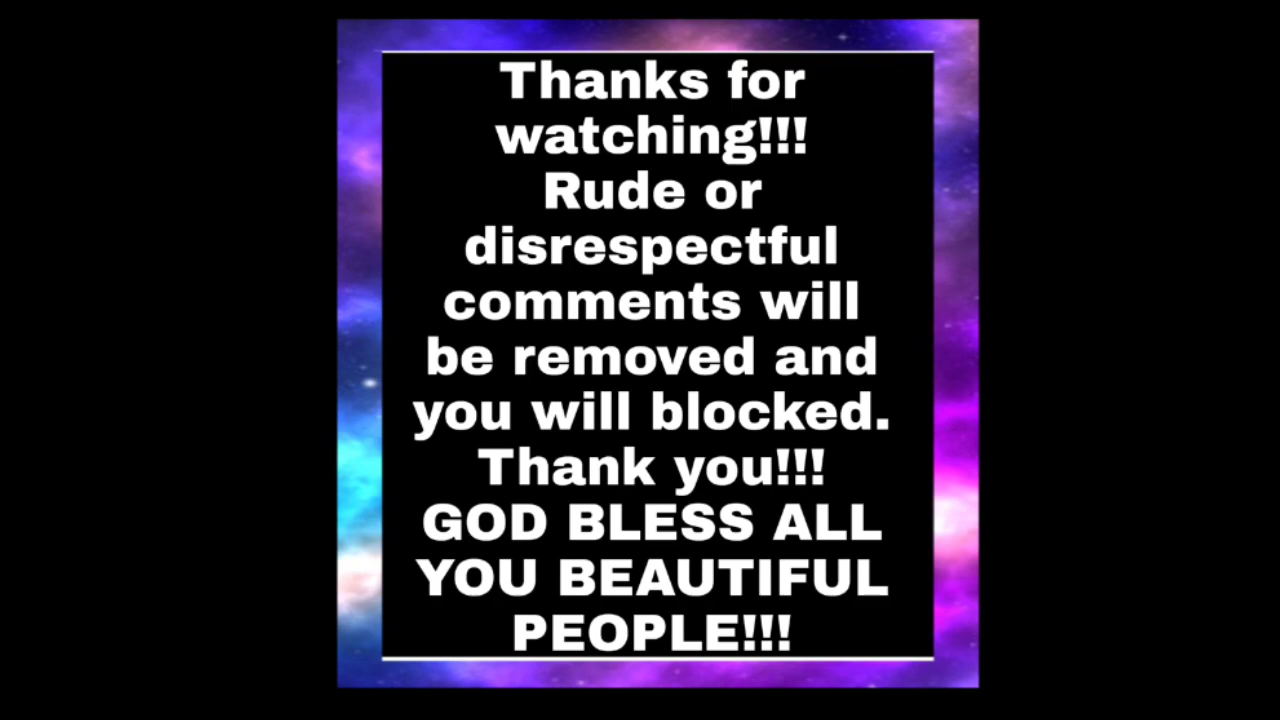 Thanks for
watching!!!
Rude or
disrespectful
comments will
be removed and
you will blocked.
Thank you!!!
GOD BLESS ALL
YOU BEAUTIFUL
PEOPLE!!!